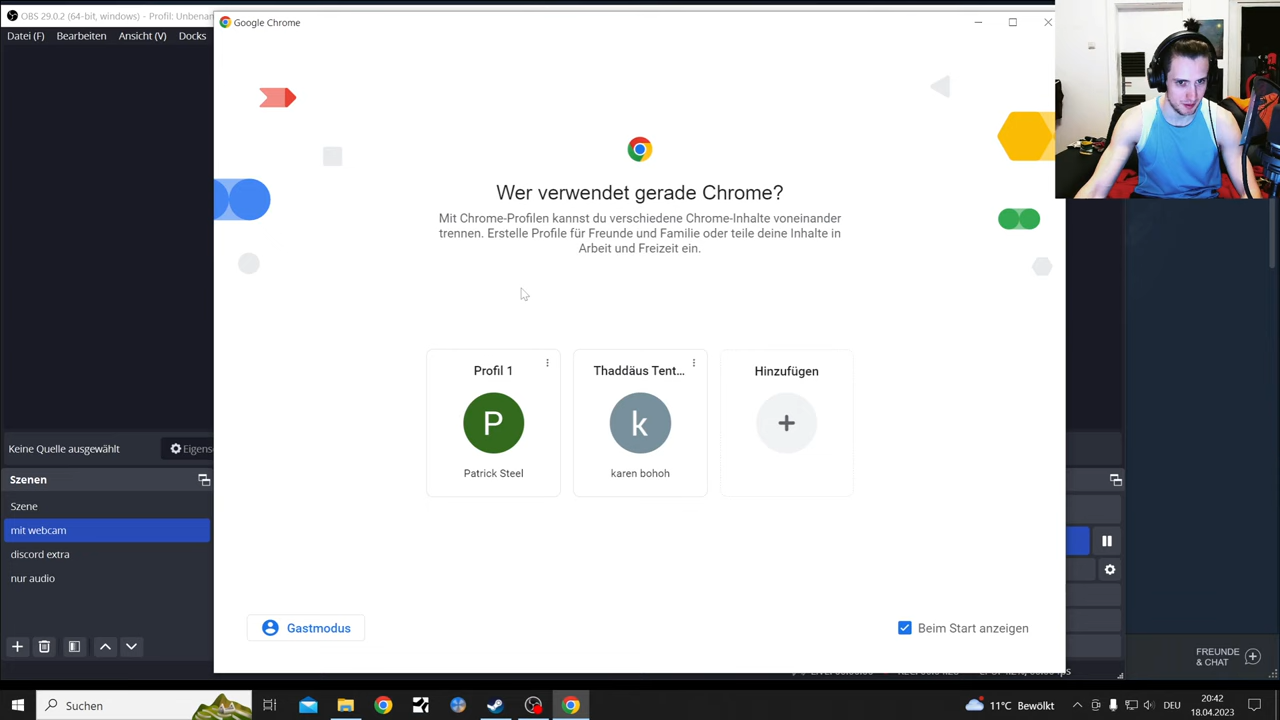 OBS 29.0.2 (64-bit, windows) - Profil: Unbenan
Google Chrome
Datei (F) Bearbeiten Ansicht (V) Docks
Wer verwendet gerade Chrome?
Mit Chrome-Profilen kannst du verschiedene Chrome-Inhalte voneinander
trennen. Erstelle Profile für Freunde und Familie oder teile deine Inhalte in
Arbeit und Freizeit ein.
Profil 1
P
Patrick Steel
Thaddäus Tent...
k
karen bohoh
Hinzufügen
Keine Quelle ausgewählt
Eigens
Szenen
Szene
mit webcam
discord extra
nur audio
Gastmodus
Beim Start anzeigen
FREUNDE
& CHAT
Suchen
11°C Bewölkt
DEU
20:42
18.04.2023